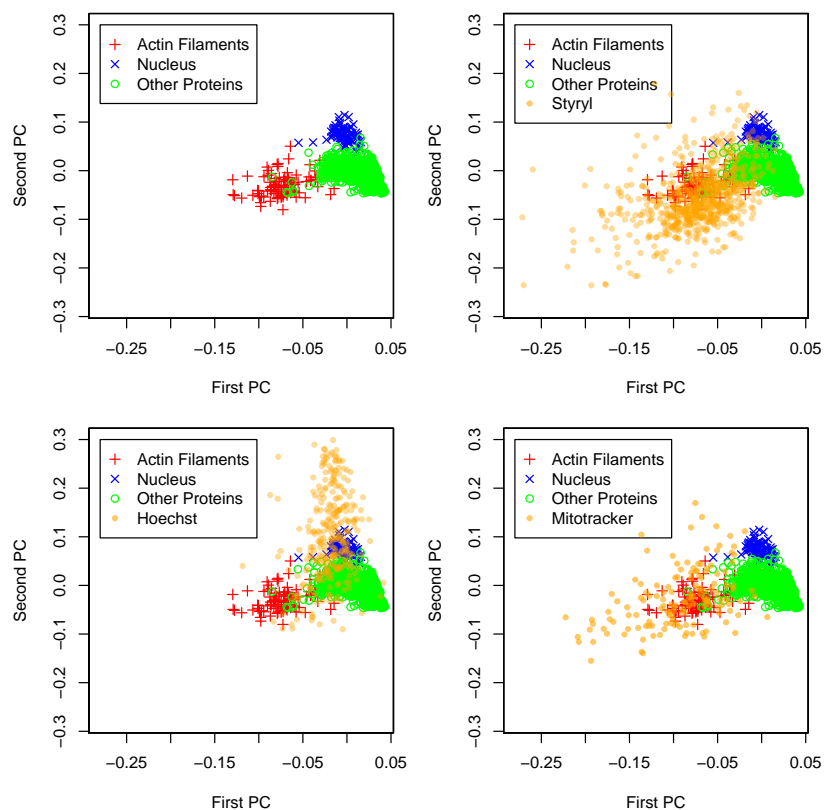 Actin Filaments
Nucleus
Other Proteins
0.3
0.2
0.1
0.0
−0.1
−0.2
−0.3
Second PC
−0.25
−0.15
−0.05
0.05
First PC
Actin Filaments
Nucleus
Other Proteins
Styryl
0.3
0.2
0.1
0.0
−0.1
−0.2
−0.3
Second PC
−0.25
−0.15
−0.05
0.05
First PC
Actin Filaments
Nucleus
Other Proteins
Hoechst
0.3
0.2
0.1
0.0
−0.1
−0.2
−0.3
Second PC
−0.25
−0.15
−0.05
0.05
First PC
Actin Filaments
Nucleus
Other Proteins
Mitotracker
0.3
0.2
0.1
0.0
−0.1
−0.2
−0.3
Second PC
−0.25
−0.15
−0.05
0.05
First PC